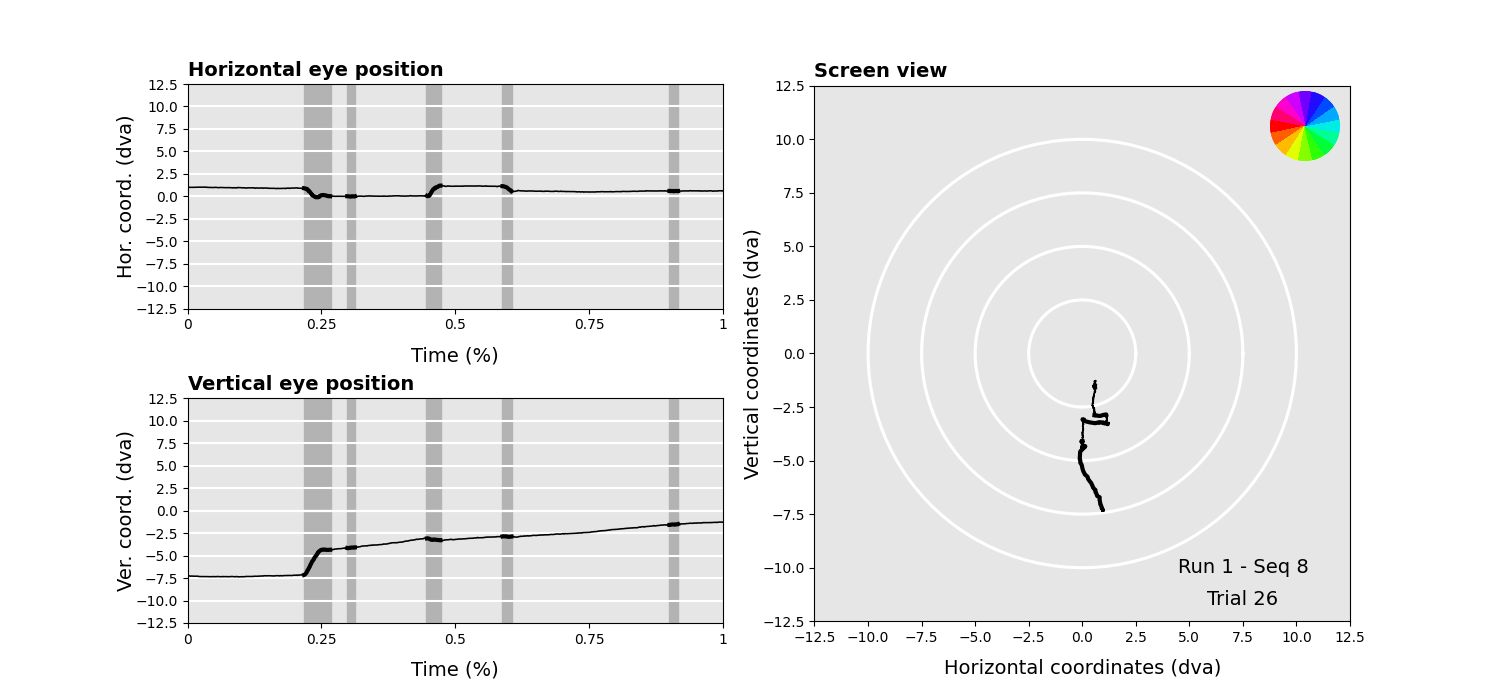 Horizontal eye position
12.5
10.0
7.5
5.0
2.5
0.0
−2.5
−5.0
−7.5
−10.0
−12.5
Hor. coord. (dva)
0 0.25 0.5 0.75 1
Time (%)
Vertical eye position
12.5
10.0
7.5
5.0
2.5
0.0
−2.5
−5.0
−7.5
−10.0
−12.5
Ver. coord. (dva)
0 0.25 0.5 0.75 1
Time (%)
Screen view
12.5
10.0
7.5
5.0
2.5
0.0
−2.5
−5.0
−7.5
−10.0
−12.5
Vertical coordinates (dva)
Run 1 - Seq 8
Trial 26
−12.5 −10.0 −7.5 −5.0 −2.5 0.0 2.5 5.0 7.5 10.0 12.5
Horizontal coordinates (dva)